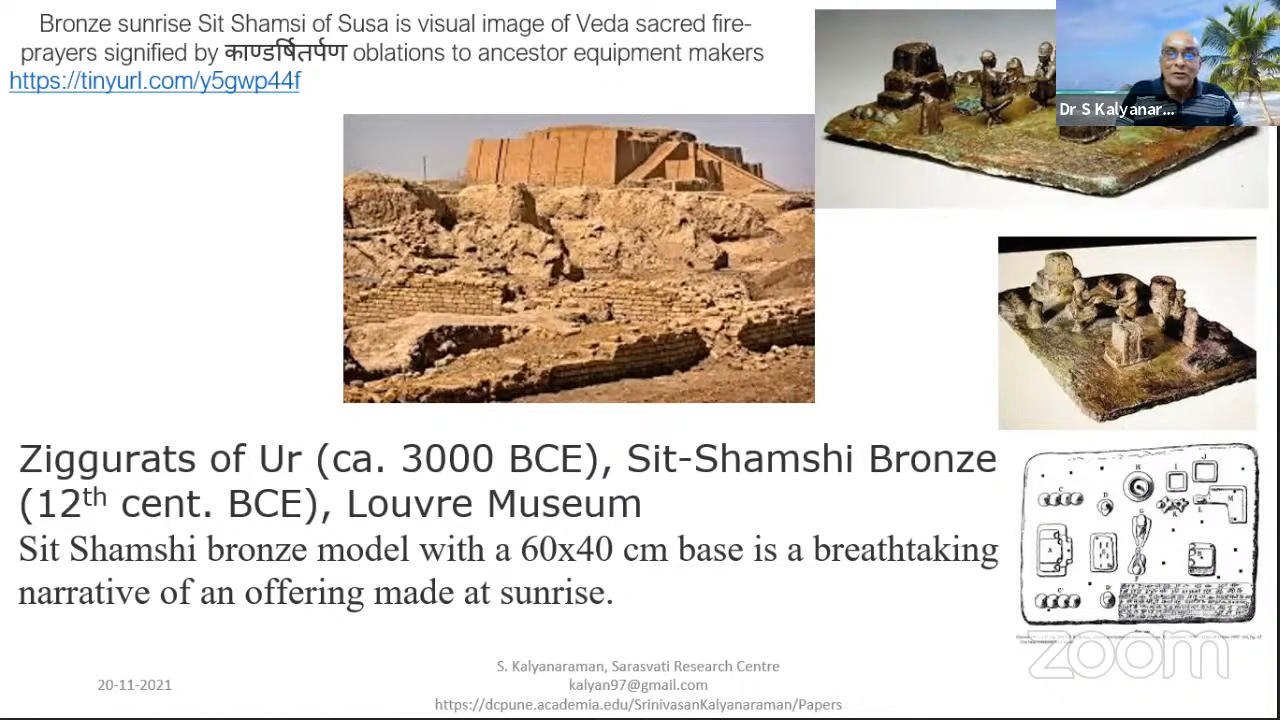 Bronze sunrise Sit Shamsi of Susa is visual image of Veda sacred fire-
prayers signified by काण्डर्षितर्पण oblations to ancestor equipment makers
https://tinyurl.com/y5gwp44f
Dr S Kalyanar...
Ziggurats of Ur (ca. 3000 BCE), Sit-Shamshi Bronze
(12th cent. BCE), Louvre Museum
Sit Shamshi bronze model with a 60x40 cm base is a breathtaking
narrative of an offering made at sunrise.
H I J
C D M
G K L
A B
F
C D
zoom
S. Kalyanaraman, Sarasvati Research Centre
20-11-2021
kalyan97@gmail.com
https://dcpune.academia.edu/SrinivasanKalyanaraman/Papers